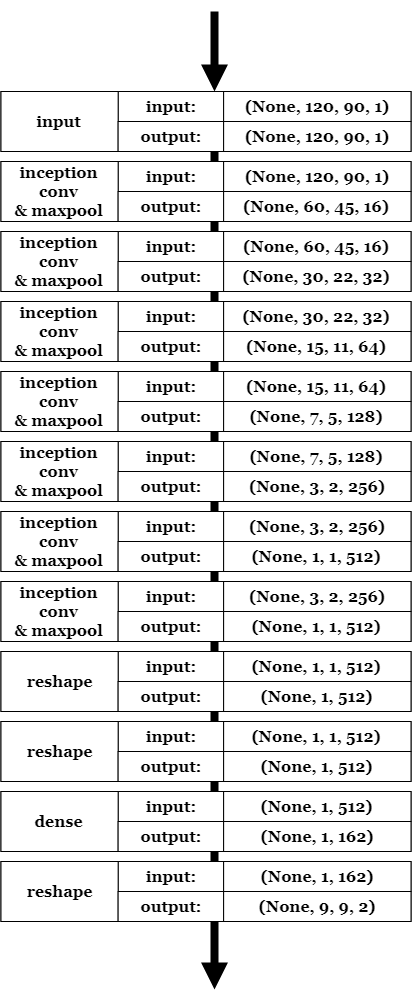 input
input: (None, 120, 90, 1)
output: (None, 120, 90, 1)
inception
conv
& maxpool
input: (None, 120, 90, 1)
output: (None, 60, 45, 16)
inception
conv
& maxpool
input: (None, 60, 45, 16)
output: (None, 30, 22, 32)
inception
conv
& maxpool
input: (None, 30, 22, 32)
output: (None, 15, 11, 64)
inception
conv
& maxpool
input: (None, 15, 11, 64)
output: (None, 7, 5, 128)
inception
conv
& maxpool
input: (None, 7, 5, 128)
output: (None, 3, 2, 256)
inception
conv
& maxpool
input: (None, 3, 2, 256)
output: (None, 1, 1, 512)
inception
conv
& maxpool
input: (None, 3, 2, 256)
output: (None, 1, 1, 512)
reshape
input: (None, 1, 1, 512)
output: (None, 1, 512)
reshape
input: (None, 1, 1, 512)
output: (None, 1, 512)
dense
input: (None, 1, 512)
output: (None, 1, 162)
reshape
input: (None, 1, 162)
output: (None, 9, 9, 2)